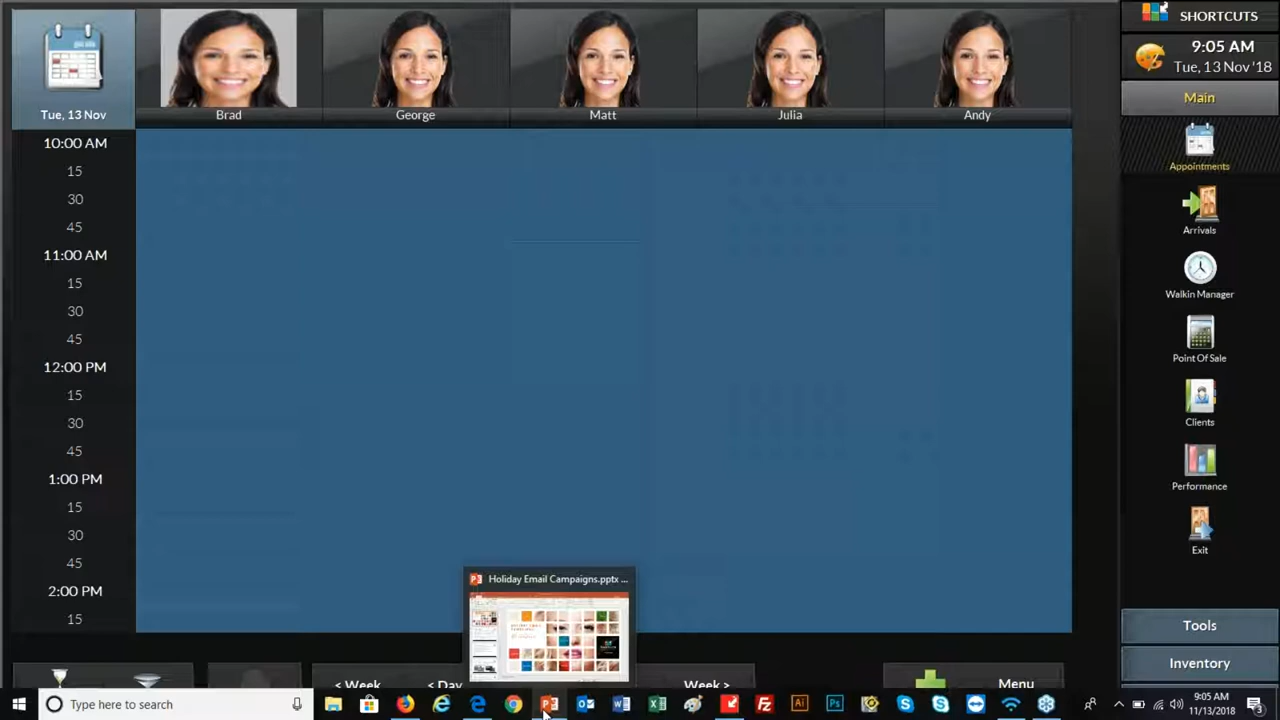 SHORTCUTS
9:05 AM
Tue, 13 Nov '18
Tue, 13 Nov
Brad
George
Matt
Julia
Andy
Main
Appointments
Arrivals
Walkin Manager
Point Of Sale
Clients
Performance
Exit
Tools
Inventory
10:00 AM
15
30
45
11:00 AM
15
30
45
12:00 PM
15
30
45
1:00 PM
15
30
45
2:00 PM
15
Holiday Email Campaigns.pptx ...
< Week
< Day
Week >
Menu
Type here to search
9:05 AM
11/13/2018